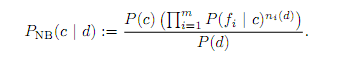 P_NB(c | d) := P(c) (∏_{i=1}^{m} P(f_i | c)^{n_i(d)}) / P(d).